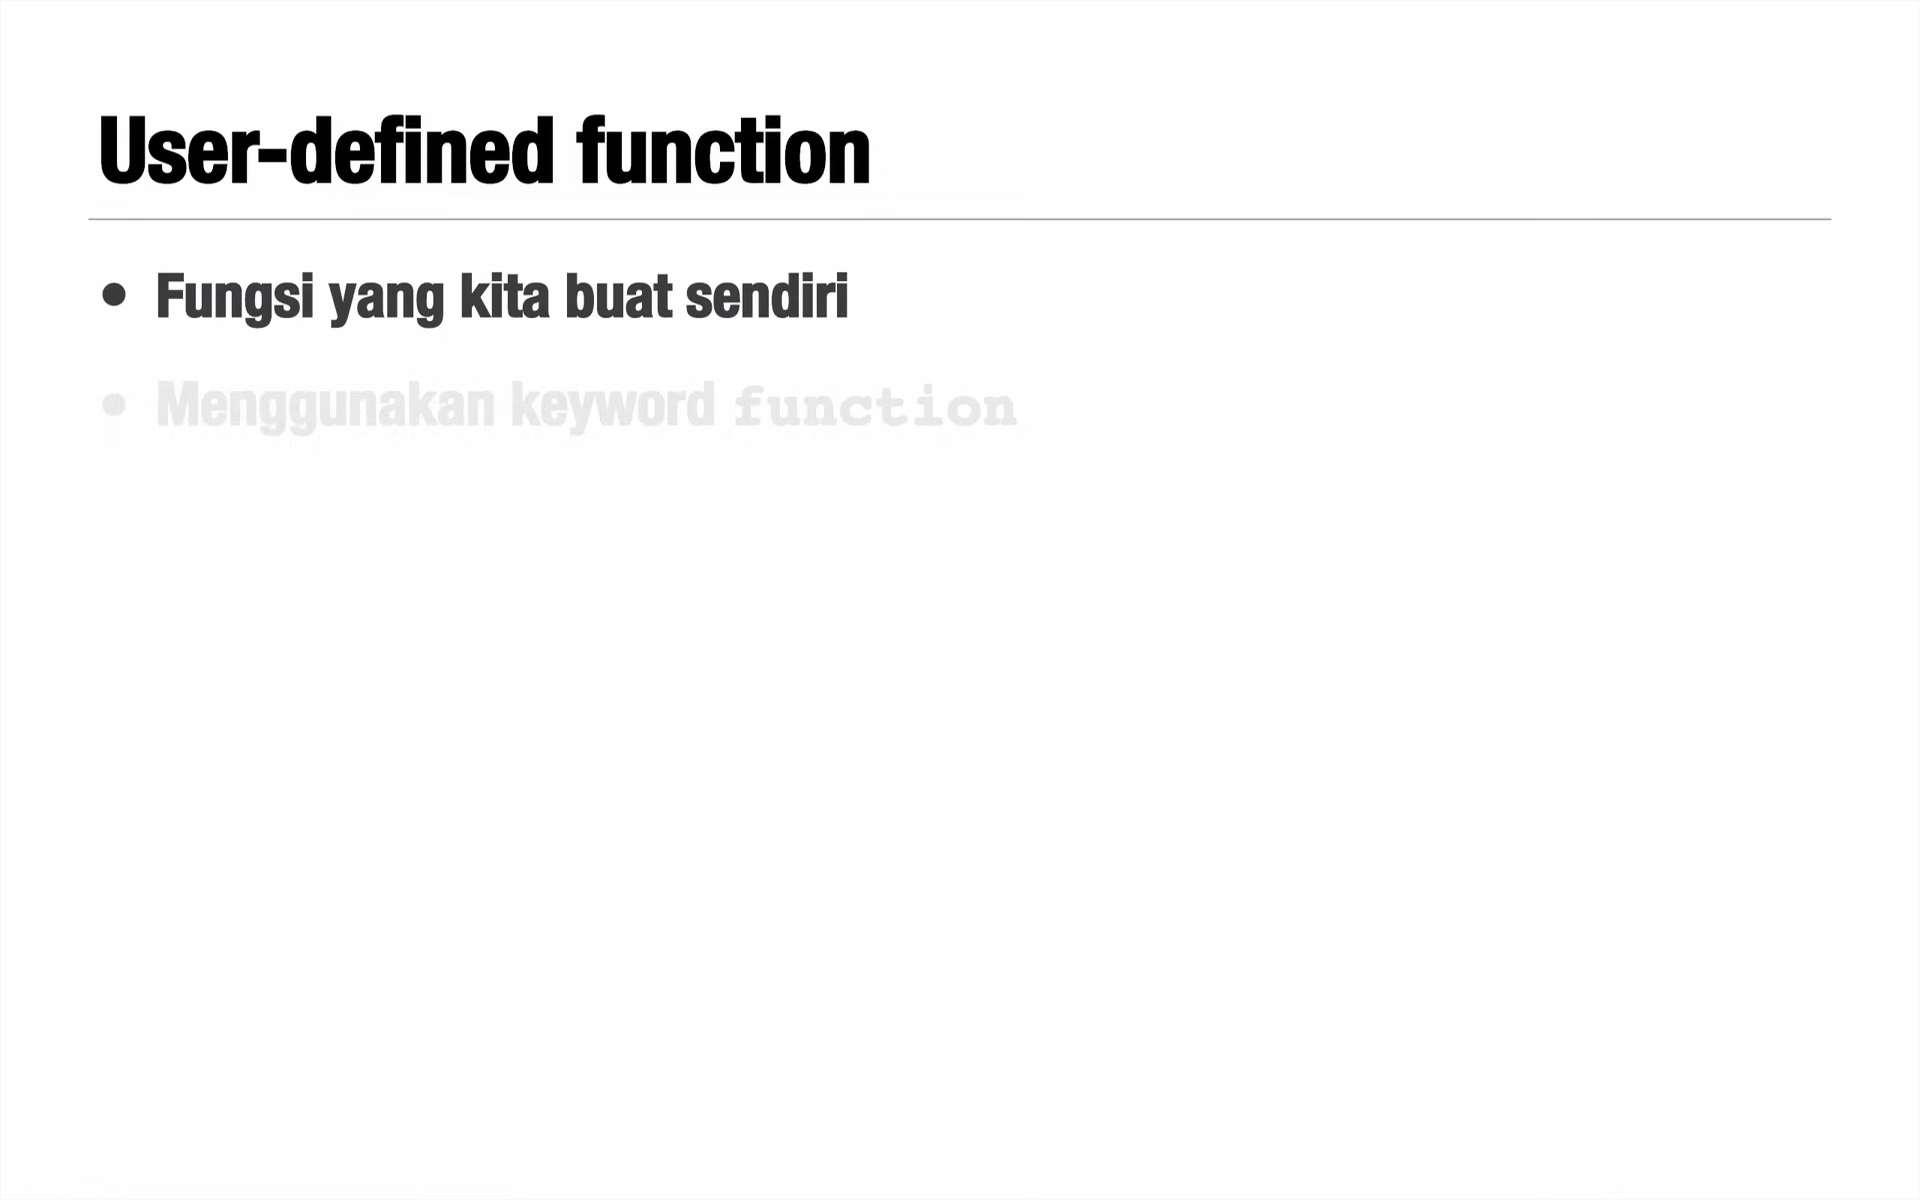 User-defined function
• Fungsi yang kita buat sendiri
• Menggunakan keyword function